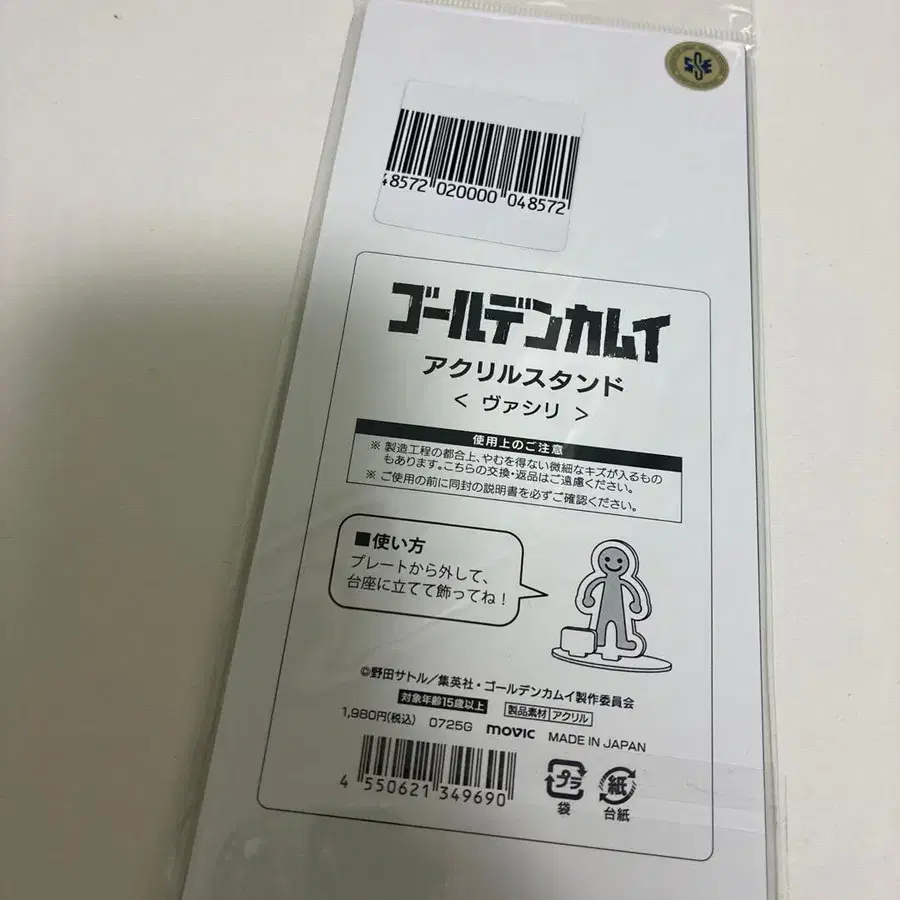 SSE
48572 020000 048572
ゴールデンカムイ
アクリルスタンド
< ヴァシリ >
使用上のご注意
※ 製造工程の都合上、やむを得ない微細なキズが入るもの
もあります。こちらの交換・返品はご遠慮ください。
※ ご使用の前に同封の説明書を必ずご確認ください。
■使い方
プレートから外して、
台座に立てて飾ってね!
©野田サトル/集英社・ゴールデンカムイ製作委員会
対象年齢15歳以上 製品素材 アクリル
1,980円(税込) 0725G movic MADE IN JAPAN
4 550621 349690
プラ 紙
袋 台紙